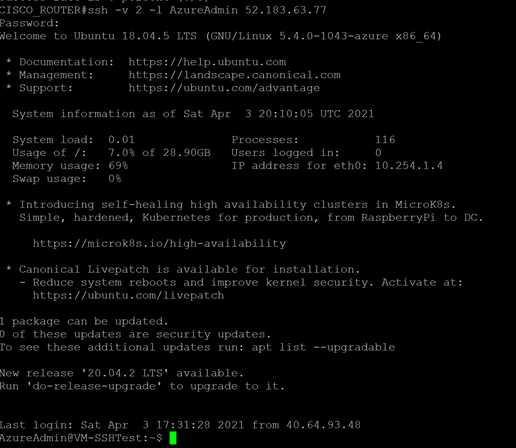 CISCO_ROUTER#ssh -v 2 -l AzureAdmin 52.183.63.77
Password:
Welcome to Ubuntu 18.04.5 LTS (GNU/Linux 5.4.0-1043-azure x86_64)
* Documentation:  https://help.ubuntu.com
* Management:     https://landscape.canonical.com
* Support:        https://ubuntu.com/advantage
System information as of Sat Apr  3 20:10:05 UTC 2021
System load:  0.01               Processes:           116
Usage of /:   7.0% of 28.90GB    Users logged in:     0
Memory usage: 69%                IP address for eth0: 10.254.1.4
Swap usage:   0%
* Introducing self-healing high availability clusters in MicroK8s.
Simple, hardened, Kubernetes for production, from RaspberryPi to DC.
https://microk8s.io/high-availability
* Canonical Livepatch is available for installation.
- Reduce system reboots and improve kernel security. Activate at:
https://ubuntu.com/livepatch
1 package can be updated.
0 of these updates are security updates.
To see these additional updates run: apt list --upgradable
New release '20.04.2 LTS' available.
Run 'do-release-upgrade' to upgrade to it.
Last login: Sat Apr  3 17:31:28 2021 from 40.64.93.48
AzureAdmin@VM-SSHTest:~$